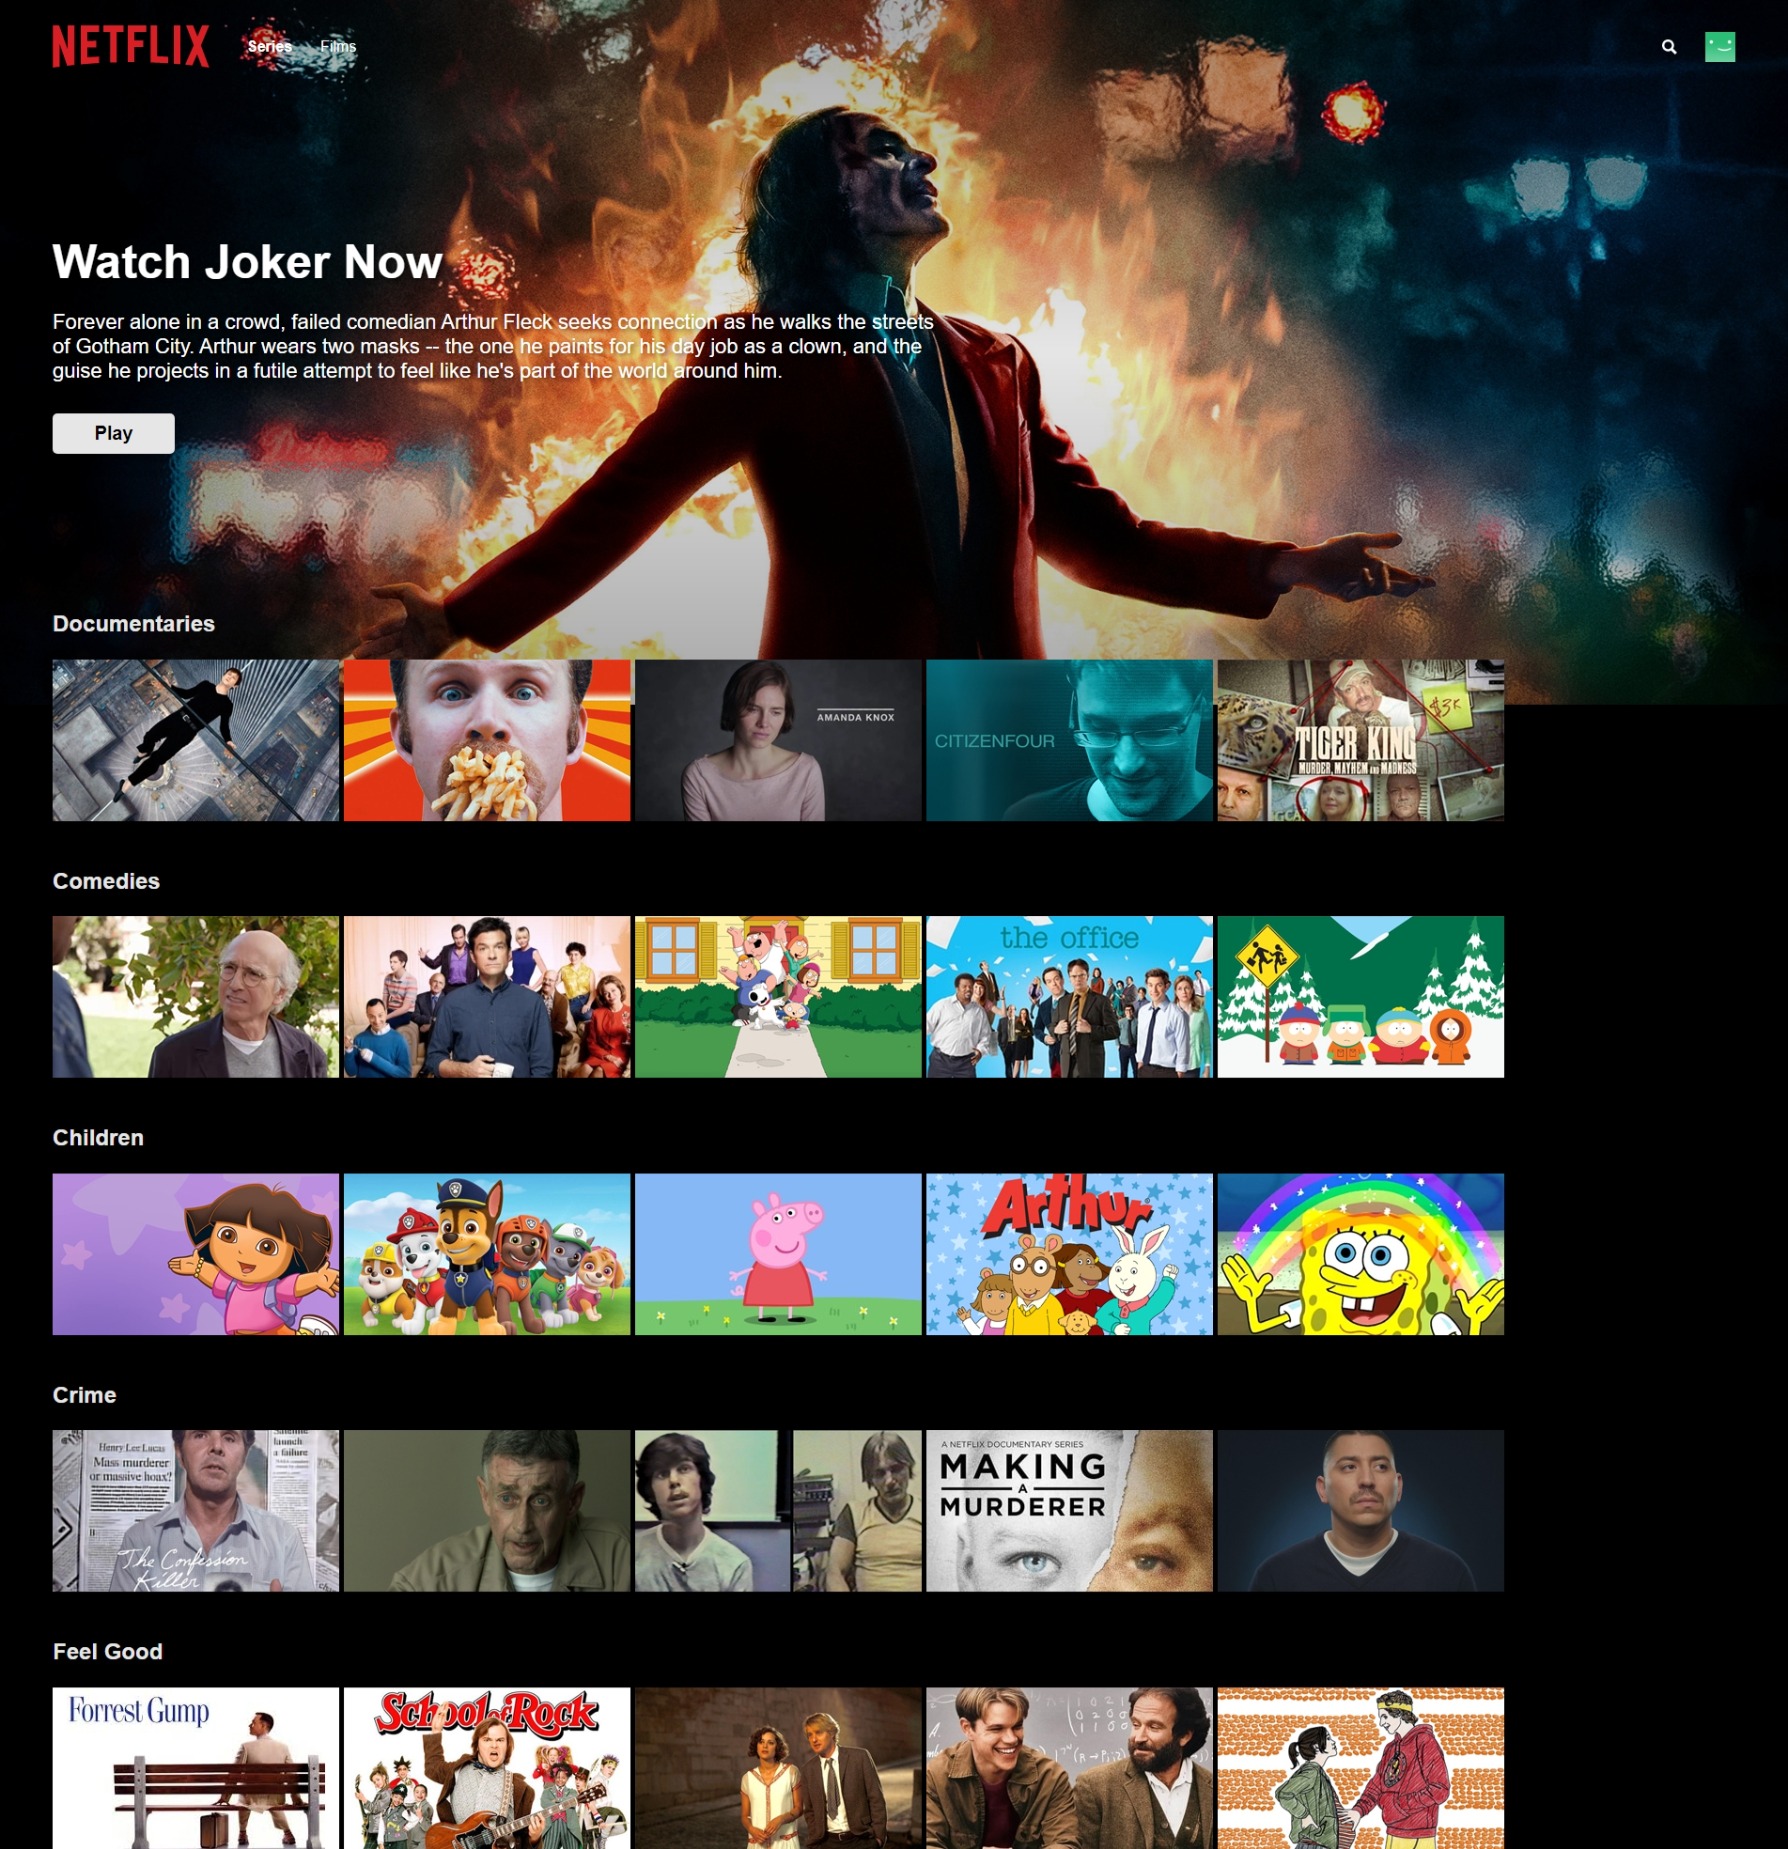 NETFLIX
Series
Films
Watch Joker Now
Forever alone in a crowd, failed comedian Arthur Fleck seeks connection as he walks the streets
of Gotham City. Arthur wears two masks -- the one he paints for his day job as a clown, and the
guise he projects in a futile attempt to feel like he's part of the world around him.
Play
Documentaries
AMANDA KNOX
CITIZENFOUR
$3K
TIGER KING
MURDER, MAYHEM AND MADNESS
Comedies
the office
Children
Arthur
Crime
Henry Lee Lucas
Mass murderer
or massive hoax?
launch
a failure
The Confession
Killer
A NETFLIX DOCUMENTARY SERIES
MAKING
A
MURDERER
Feel Good
Forrest Gump
School of Rock